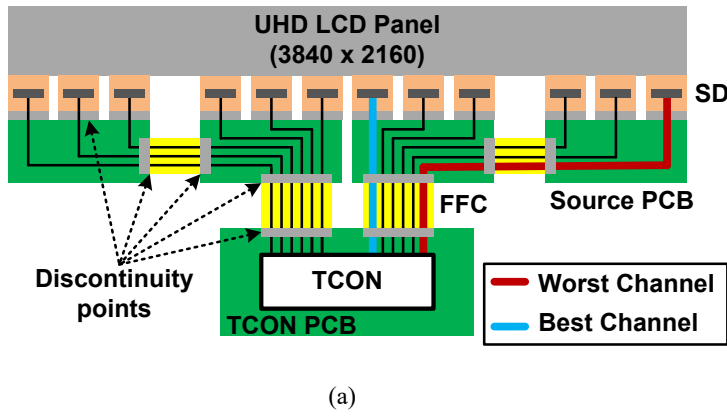 UHD LCD Panel
(3840 x 2160)
SD
FFC
Source PCB
Discontinuity
points
TCON
TCON PCB
Worst Channel
Best Channel
(a)